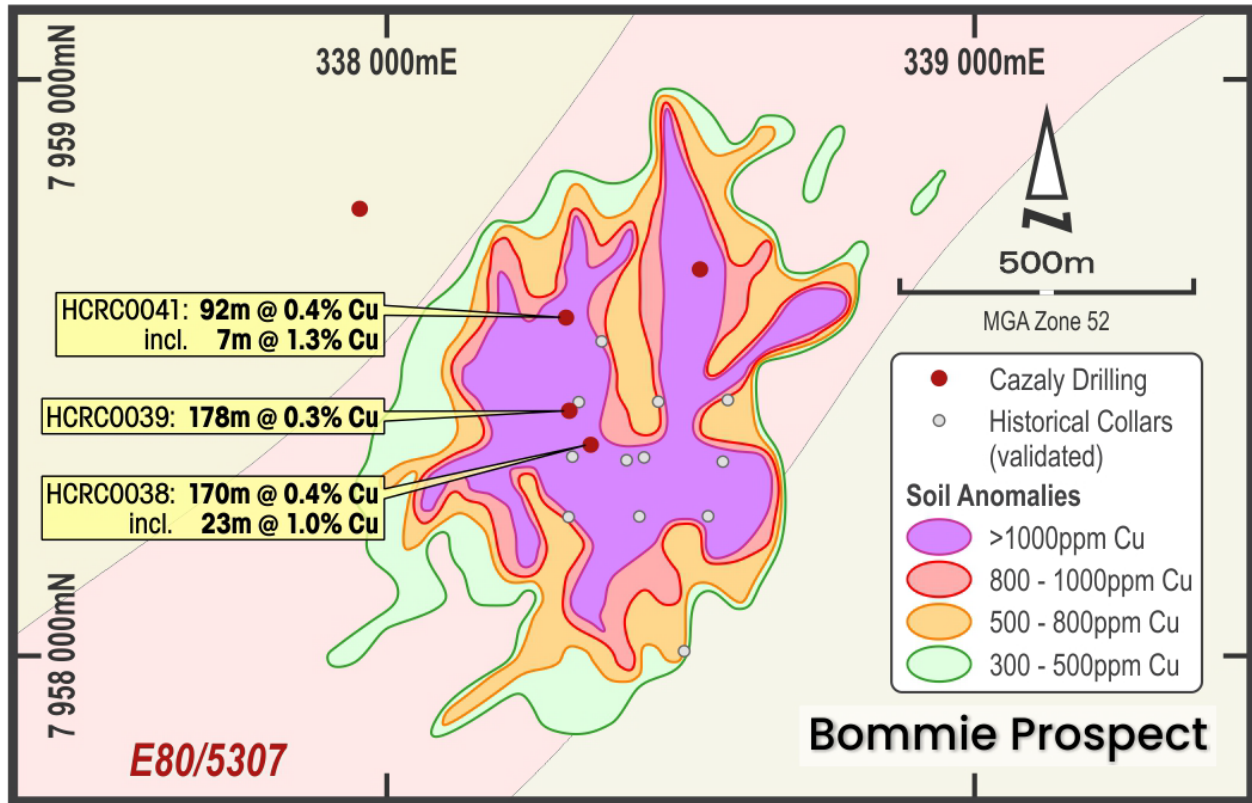 338 000mE
339 000mE
7 959 000mN
N
500m
MGA Zone 52
HCRC0041: 92m @ 0.4% Cu
incl. 7m @ 1.3% Cu
HCRC0039: 178m @ 0.3% Cu
HCRC0038: 170m @ 0.4% Cu
incl. 23m @ 1.0% Cu
Cazaly Drilling
Historical Collars
(validated)
Soil Anomalies
>1000ppm Cu
800 - 1000ppm Cu
500 - 800ppm Cu
300 - 500ppm Cu
7 958 000mN
E80/5307
Bommie Prospect